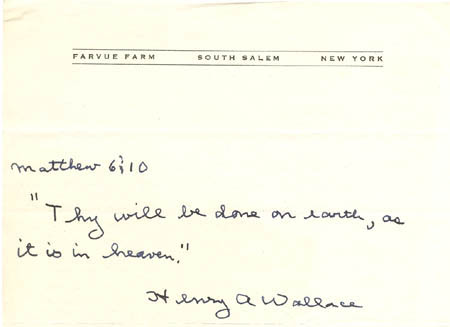 FARVUE FARM SOUTH SALEM NEW YORK
Matthew 6:10
"Thy will be done on earth, as
it is in heaven."
Henry A Wallace